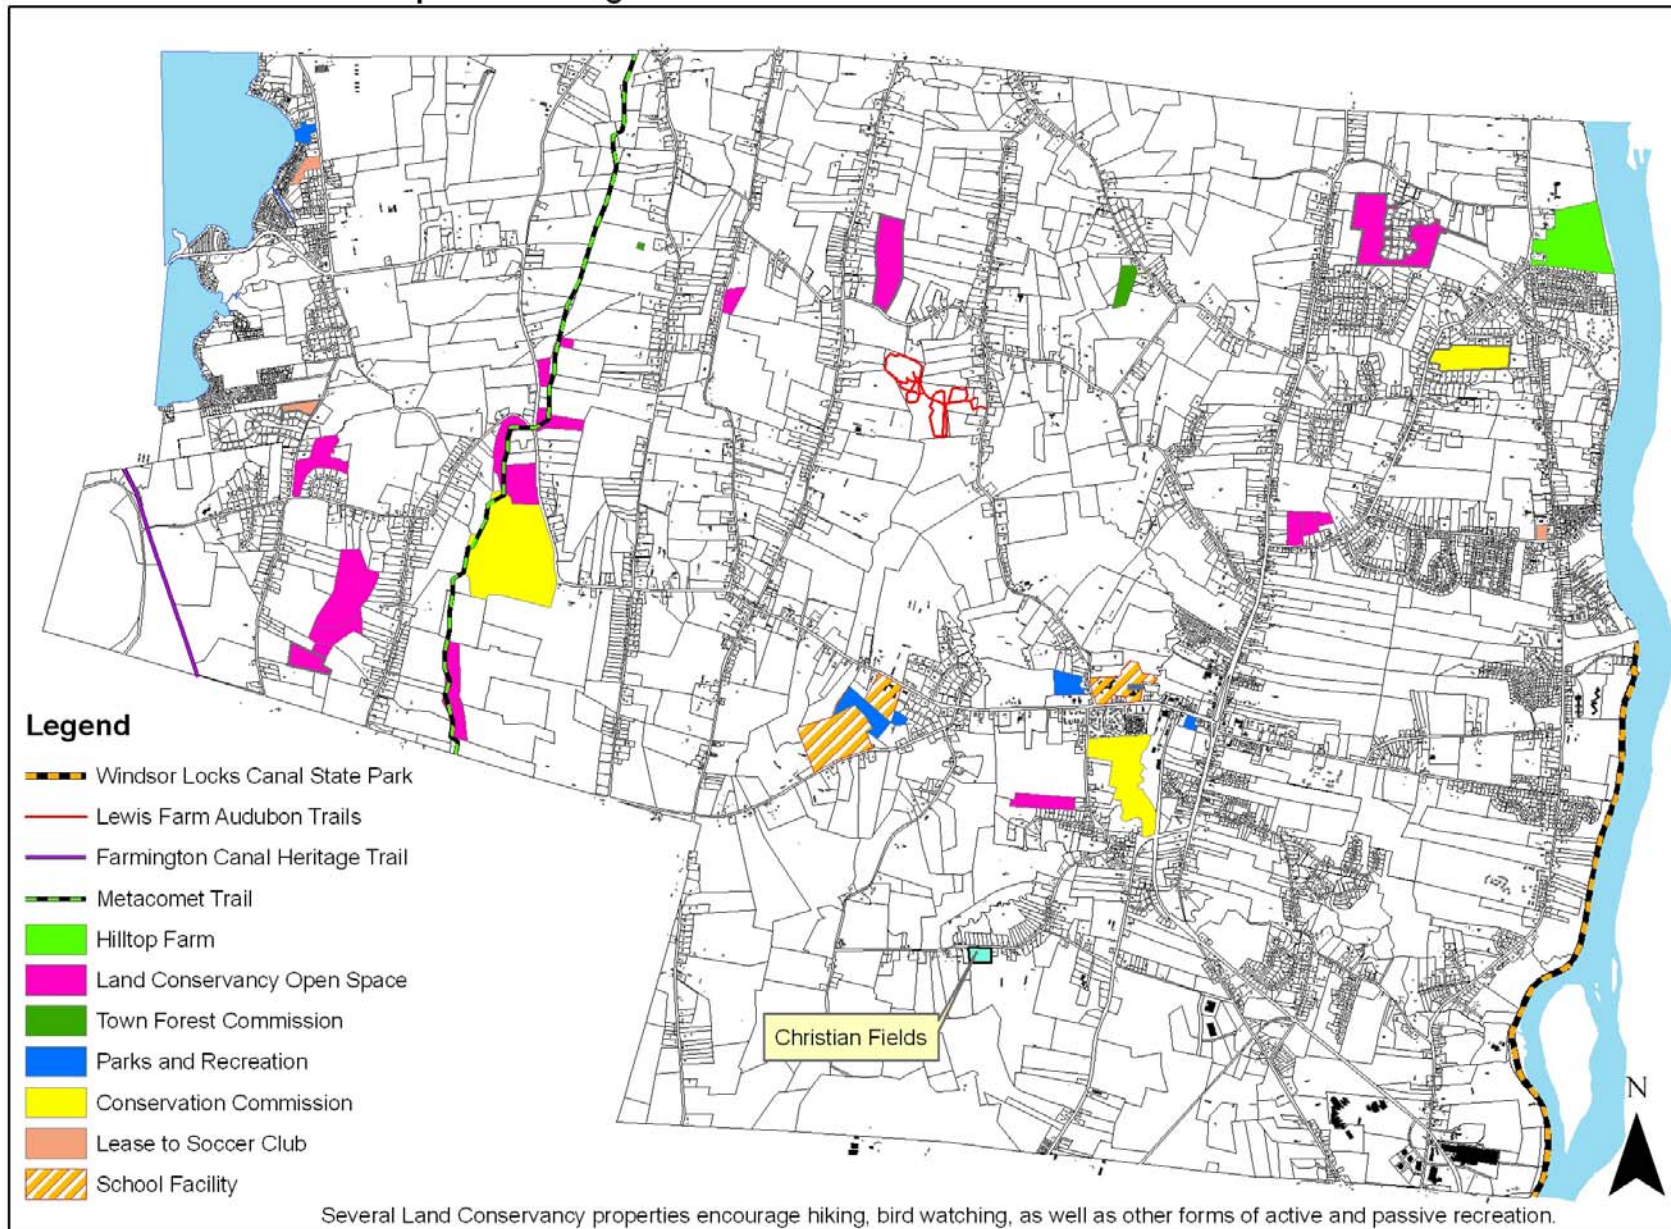 Legend
Windsor Locks Canal State Park
Lewis Farm Audubon Trails
Farmington Canal Heritage Trail
Metacomet Trail
Hilltop Farm
Land Conservancy Open Space
Town Forest Commission
Parks and Recreation
Conservation Commission
Lease to Soccer Club
School Facility
Christian Fields
N
Several Land Conservancy properties encourage hiking, bird watching, as well as other forms of active and passive recreation.